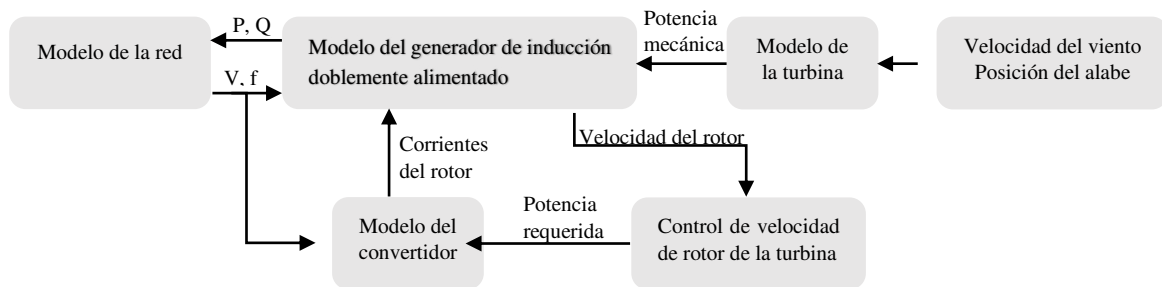 P, Q
Modelo de la red
V, f
Modelo del generador de inducción
doblemente alimentado
Potencia
mecánica
Modelo de
la turbina
Velocidad del viento
Posición del alabe
Corrientes
del rotor
Velocidad del rotor
Modelo del
convertidor
Potencia
requerida
Control de velocidad
de rotor de la turbina